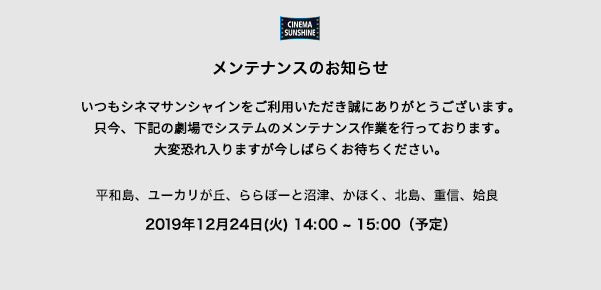 CINEMA
SUNSHINE
メンテナンスのお知らせ
いつもシネマサンシャインをご利用いただき誠にありがとうございます。
只今、下記の劇場でシステムのメンテナンス作業を行っております。
大変恐れ入りますが今しばらくお待ちください。
平和島、ユーカリが丘、ららぽーと沼津、かほく、北島、重信、姶良
2019年12月24日(火) 14:00 ~ 15:00（予定）